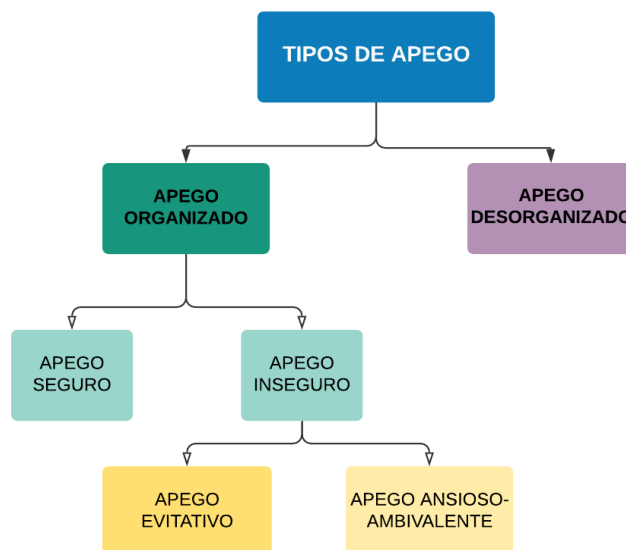 TIPOS DE APEGO
APEGO
ORGANIZADO
APEGO
DESORGANIZADO
APEGO
SEGURO
APEGO
INSEGURO
APEGO
EVITATIVO
APEGO ANSIOSO-
AMBIVALENTE